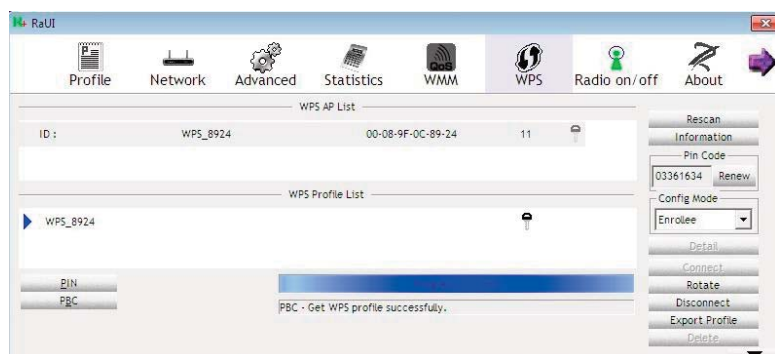 RaUI
Profile Network Advanced Statistics QoS WMM WPS Radio on/off About
WPS AP List
ID : WPS_8924 00-08-9F-0C-89-24 11
Rescan
Information
Pin Code
03361634 Renew
WPS Profile List
Config Mode
WPS_8924
Enrollee
Detail
Connect
PIN
Rotate
PBC
PBC - Get WPS profile successfully.
Disconnect
Export Profile
Delete